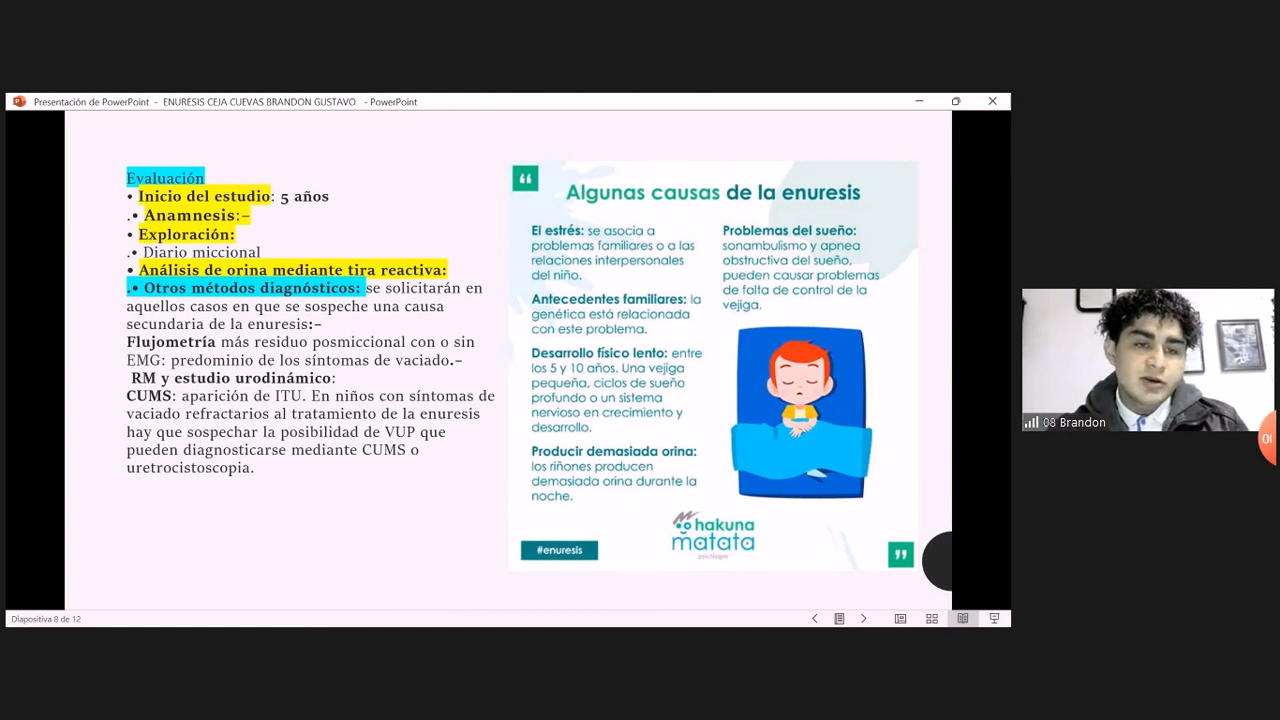 Presentación de PowerPoint - ENURESIS CEJA CUEVAS BRANDON GUSTAVO - PowerPoint
Evaluación
• Inicio del estudio: 5 años
.• Anamnesis:–
• Exploración:
.• Diario miccional
• Análisis de orina mediante tira reactiva:
.• Otros métodos diagnósticos: se solicitarán en
aquellos casos en que se sospeche una causa
secundaria de la enuresis:–
Flujometría más residuo posmiccional con o sin
EMG: predominio de los síntomas de vaciado.–
RM y estudio urodinámico:
CUMS: aparición de ITU. En niños con síntomas de
vaciado refractarios al tratamiento de la enuresis
hay que sospechar la posibilidad de VUP que
pueden diagnosticarse mediante CUMS o
uretrocistoscopia.
“
Algunas causas de la enuresis
El estrés: se asocia a
problemas familiares o a las
relaciones interpersonales
del niño.
Antecedentes familiares: la
genética está relacionada
con este problema.
Desarrollo físico lento: entre
los 5 y 10 años. Una vejiga
pequeña, ciclos de sueño
profundo o un sistema
nervioso en crecimiento y
desarrollo.
Producir demasiada orina:
los riñones producen
demasiada orina durante la
noche.
Problemas del sueño:
sonambulismo y apnea
obstructiva del sueño,
pueden causar problemas
de falta de control de la
vejiga.
hakuna
matata
psicólogos
#enuresis
”
08 Brandon
Diapositiva 8 de 12